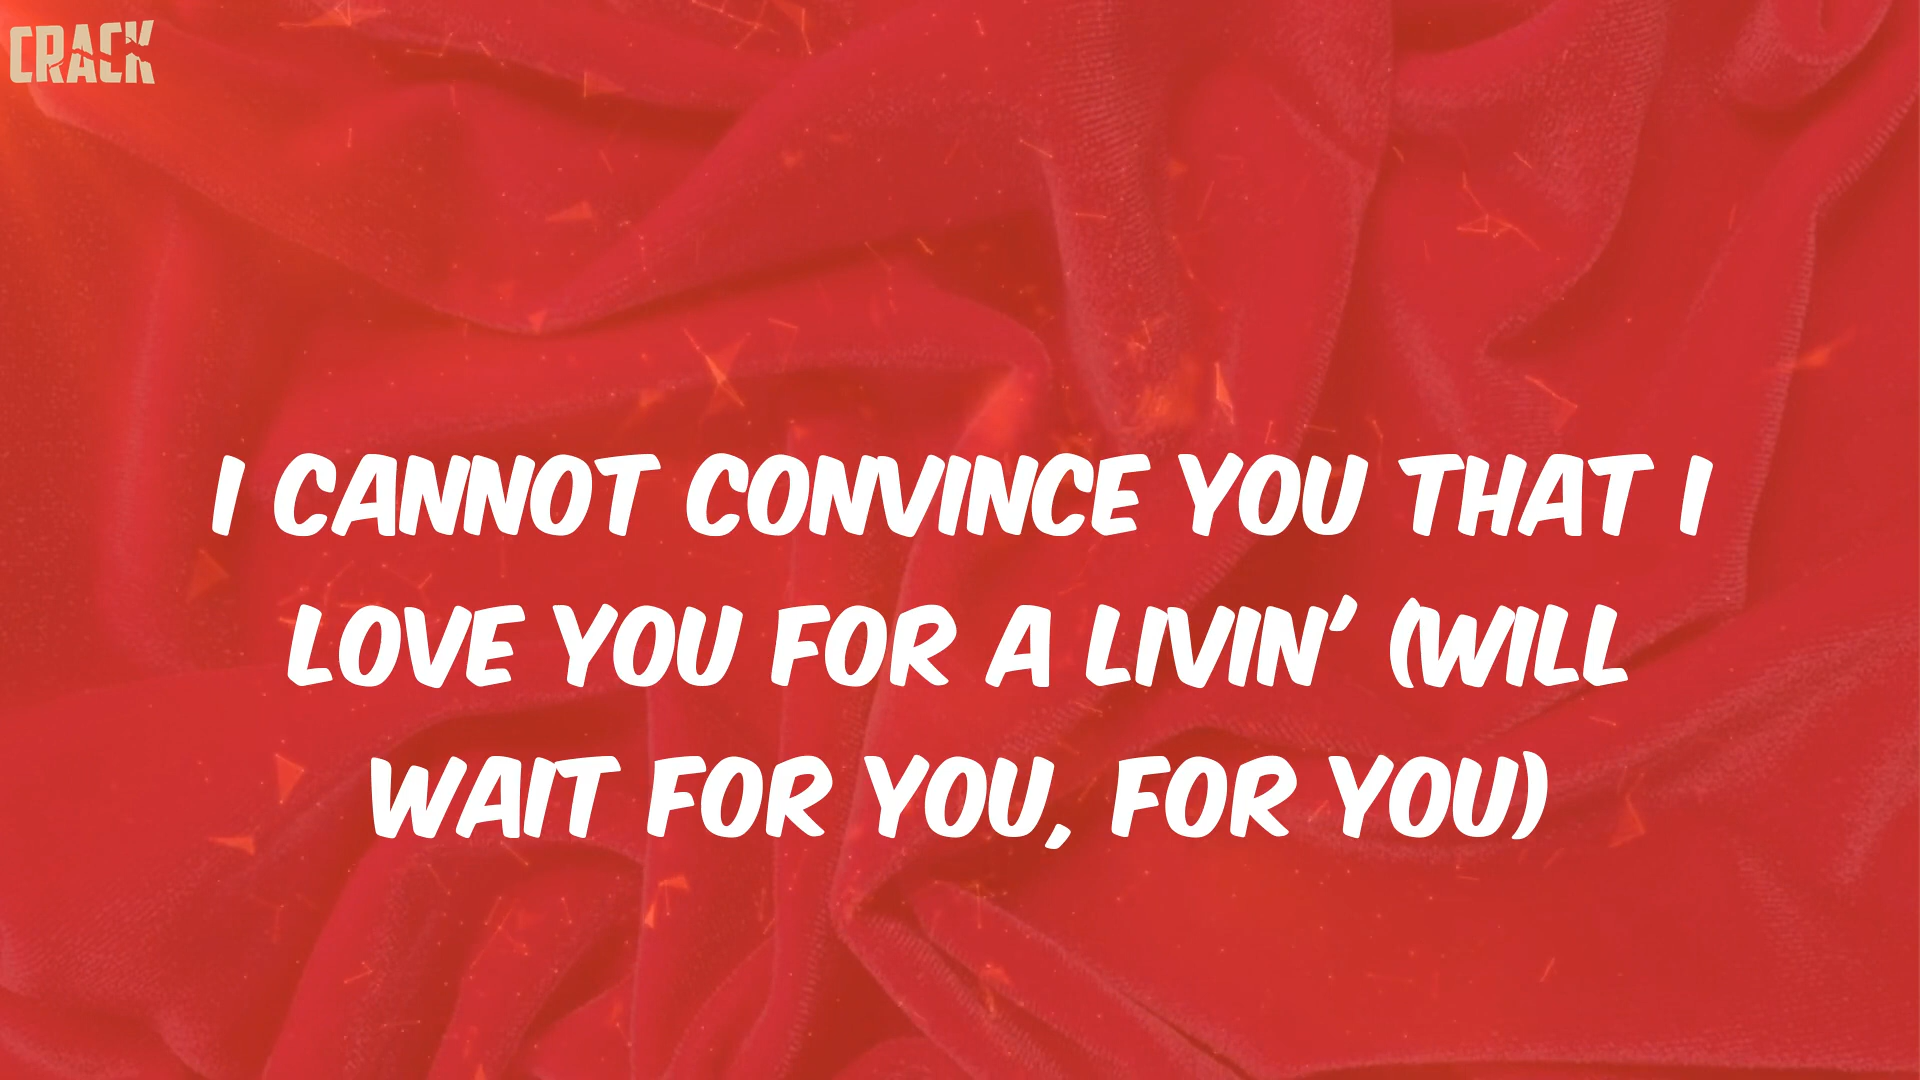 CRACK
I CANNOT CONVINCE YOU THAT I
LOVE YOU FOR A LIVIN' (WILL
WAIT FOR YOU, FOR YOU)